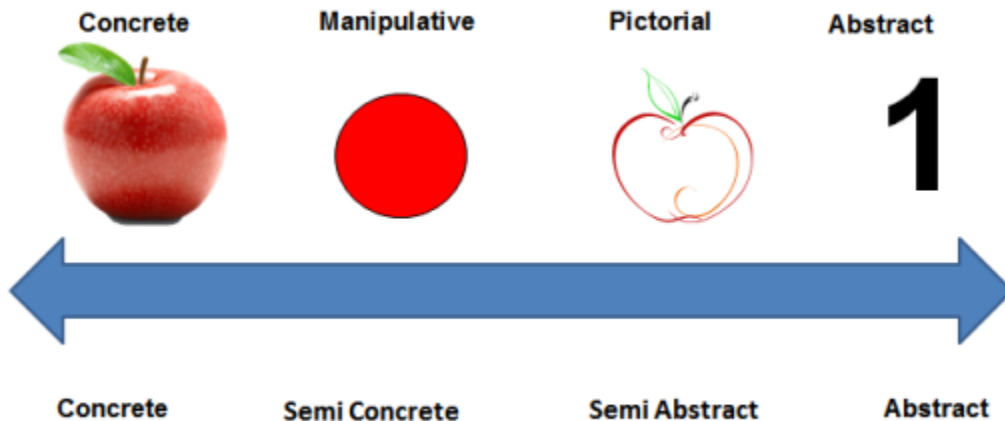 Concrete Manipulative Pictorial Abstract
1
Concrete Semi Concrete Semi Abstract Abstract